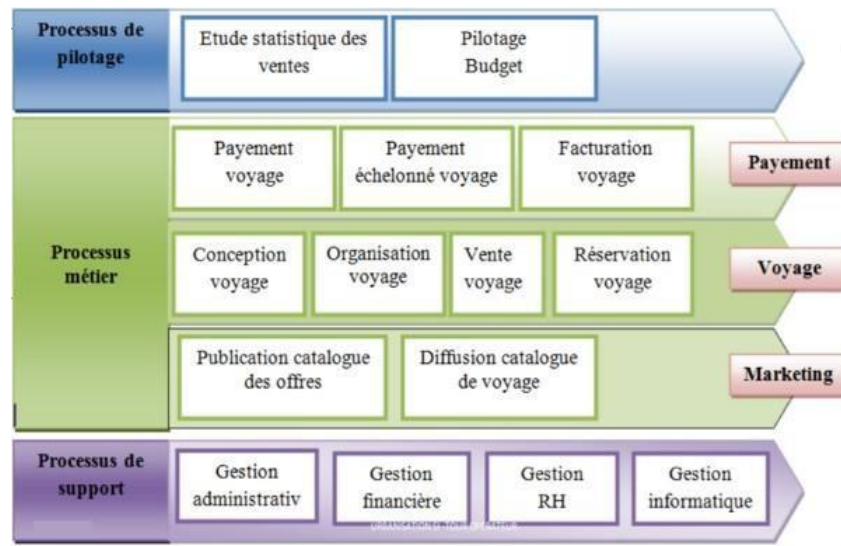 Processus de
pilotage
Etude statistique des
ventes
Pilotage
Budget
Processus
métier
Payement
voyage
Payement
échelonné voyage
Facturation
voyage
Payement
Conception
voyage
Organisation
voyage
Vente
voyage
Réservation
voyage
Voyage
Publication catalogue
des offres
Diffusion catalogue
de voyage
Marketing
Processus de
support
Gestion
administrativ
Gestion
financière
Gestion
RH
Gestion
informatique
ORGANISATION